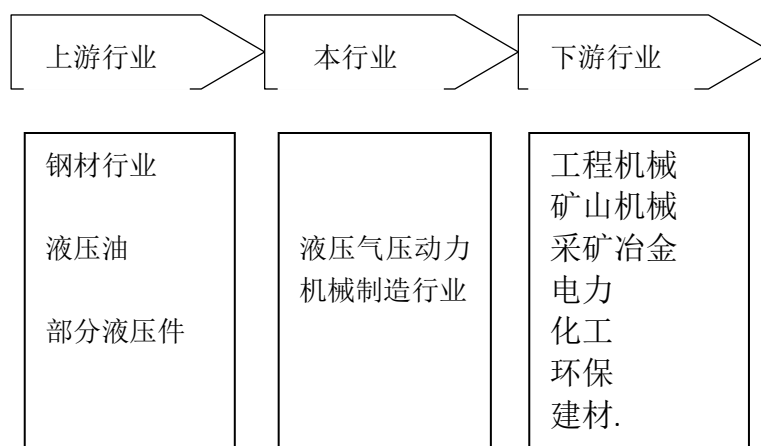 上游行业
本行业
下游行业
钢材行业
液压油
部分液压件
液压气压动力
机械制造行业
工程机械
矿山机械
采矿冶金
电力
化工
环保
建材.